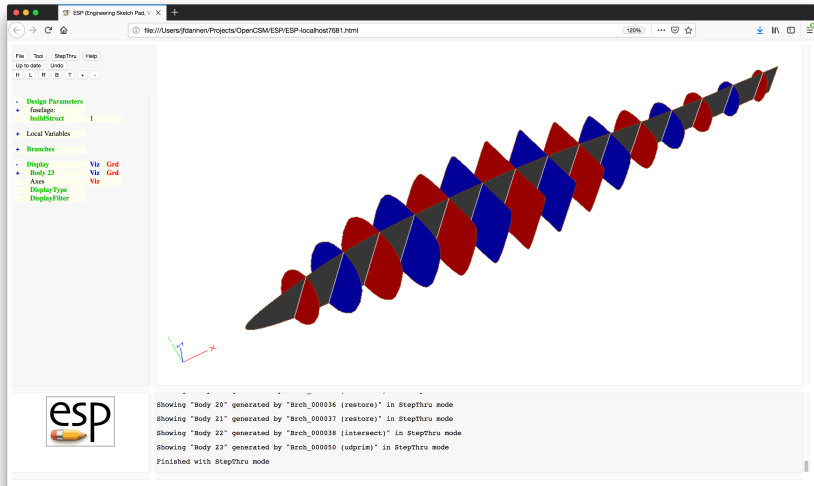 ESP (Engineering Sketch Pad, V
file:///Users/jfdannen/Projects/OpenCSM/ESP/ESP-localhost7681.html
120%
File Tool StepThru Help
Up to date Undo
H L R B T + -
- Design Parameters
+ fuselage:
buildStruct 1
+ Local Variables
+ Branches
- Display Viz Grd
+ Body 23 Viz Grd
Axes Viz
DisplayType
DisplayFilter
X
esp
Showing "Body 20" generated by "Brch_000036 (restore)" in StepThru mode
Showing "Body 21" generated by "Brch_000037 (restore)" in StepThru mode
Showing "Body 22" generated by "Brch_000038 (intersect)" in StepThru mode
Showing "Body 23" generated by "Brch_000050 (udprim)" in StepThru mode
Finished with StepThru mode